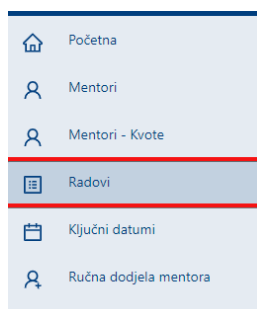 Početna
Mentori
Mentori - Kvote
Radovi
Ključni datumi
Ručna dodjela mentora